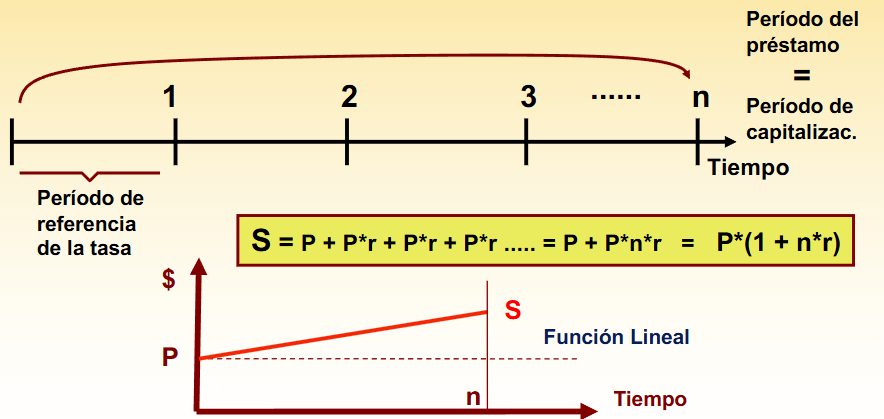 Período del
préstamo
=
Período de
capitalizac.
1 2 3 ...... n
Tiempo
Período de
referencia
de la tasa
S = P + P*r + P*r + P*r ..... = P + P*n*r = P*(1 + n*r)
$
S
Función Lineal
P
n
Tiempo